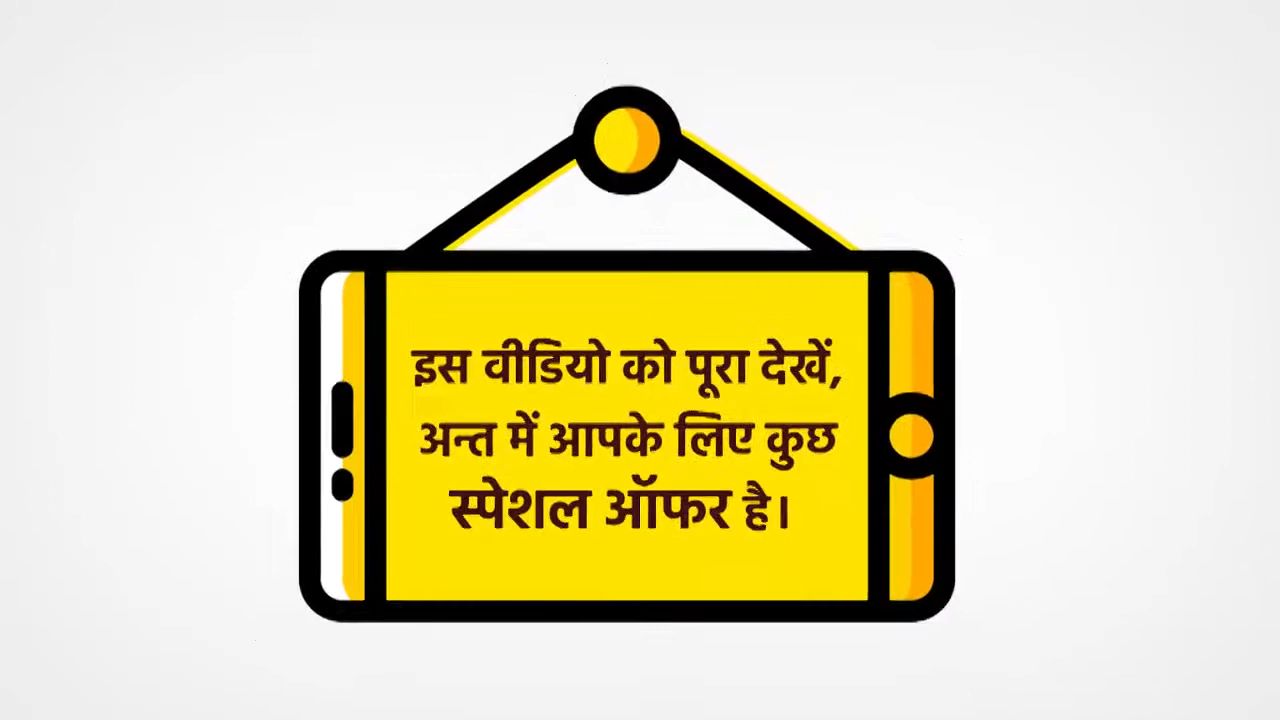 इस वीडियो को पूरा देखें,
अन्त में आपके लिए कुछ
स्पेशल ऑफर है।